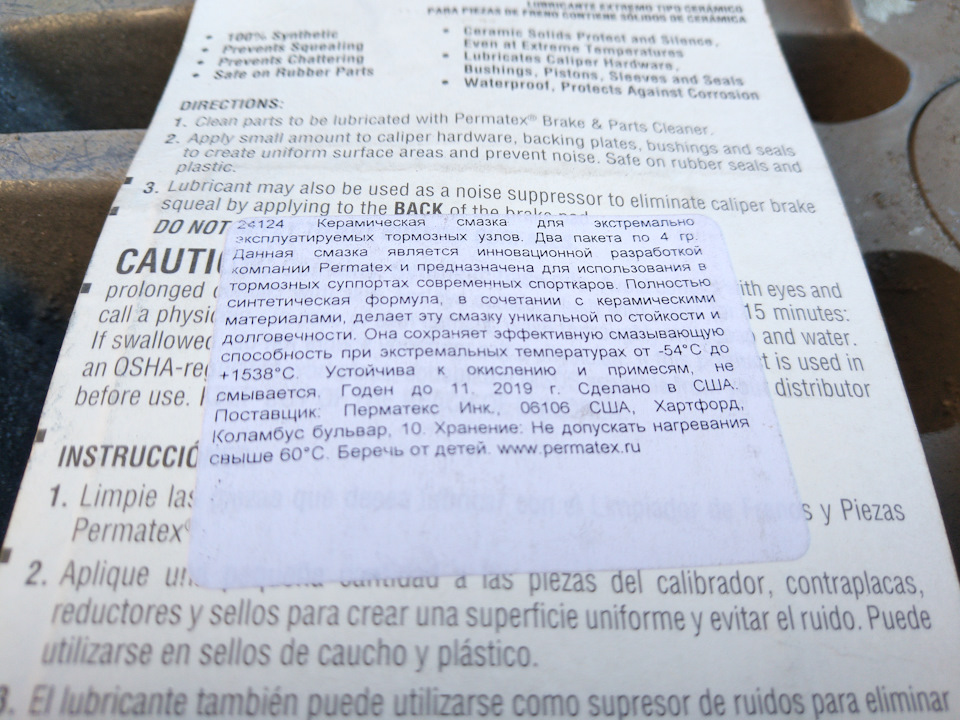 LUBRICANTE EXTREMO TIPO CERÁMICO
PARA PIEZAS DE FRENO CONTIENE SÓLIDOS DE CERÁMICA
• 100% Synthetic
• Prevents Squealing
• Prevents Chattering
• Safe on Rubber Parts
• Ceramic Solids Protect and Silence,
Even at Extreme Temperatures
• Lubricates Caliper Hardware,
Bushings, Pistons, Sleeves and Seals
• Waterproof, Protects Against Corrosion
DIRECTIONS:
1. Clean parts to be lubricated with Permatex® Brake & Parts Cleaner.
2. Apply small amount to caliper hardware, backing plates, bushings and seals
to create uniform surface areas and prevent noise. Safe on rubber seals and
plastic.
3. Lubricant may also be used as a noise suppressor to eliminate caliper brake
squeal by applying to the BACK of the brake pad
DO NOT
CAUTI
prolonged
with eyes and
call a physic
15 minutes:
If swallowed
and water.
an OSHA-reg
t is used in
before use.
distributor
24124 Керамическая смазка для экстремально
эксплуатируемых тормозных узлов. Два пакета по 4 гр.
Данная смазка является инновационной разработкой
компании Permatex и предназначена для использования в
тормозных суппортах современных спорткаров. Полностью
синтетическая формула, в сочетании с керамическими
материалами, делает эту смазку уникальной по стойкости и
долговечности. Она сохраняет эффективную смазывающую
способность при экстремальных температурах от -54°С до
+1538°С. Устойчива к окислению и примесям, не
смывается. Годен до 11. 2019 г. Сделано в США.
Поставщик: Перматекс Инк., 06106 США, Хартфорд,
Коламбус бульвар, 10. Хранение: Не допускать нагревания
свыше 60°С. Беречь от детей. www.permatex.ru
INSTRUCCIO
1. Limpie las piezas que desea lubricar con el Limpiador de Frenos y Piezas
Permatex®
2. Aplique una pequeña cantidad a las piezas del calibrador, contraplacas,
reductores y sellos para crear una superficie uniforme y evitar el ruido. Puede
utilizarse en sellos de caucho y plástico.
3. El lubricante también puede utilizarse como supresor de ruidos para eliminar